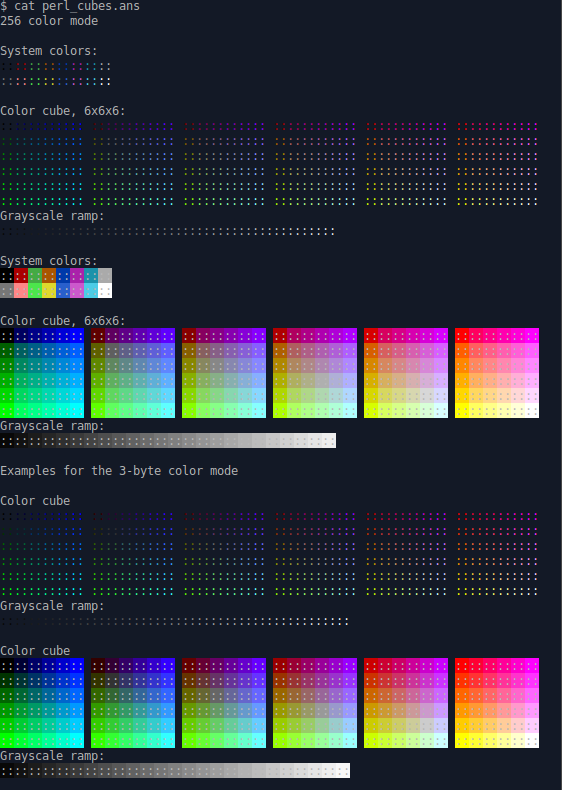 $ cat perl_cubes.ans
256 color mode
System colors:
Color cube, 6x6x6:
Grayscale ramp:
System colors:
Color cube, 6x6x6:
Grayscale ramp:
Examples for the 3-byte color mode
Color cube
Grayscale ramp:
Color cube
Grayscale ramp: